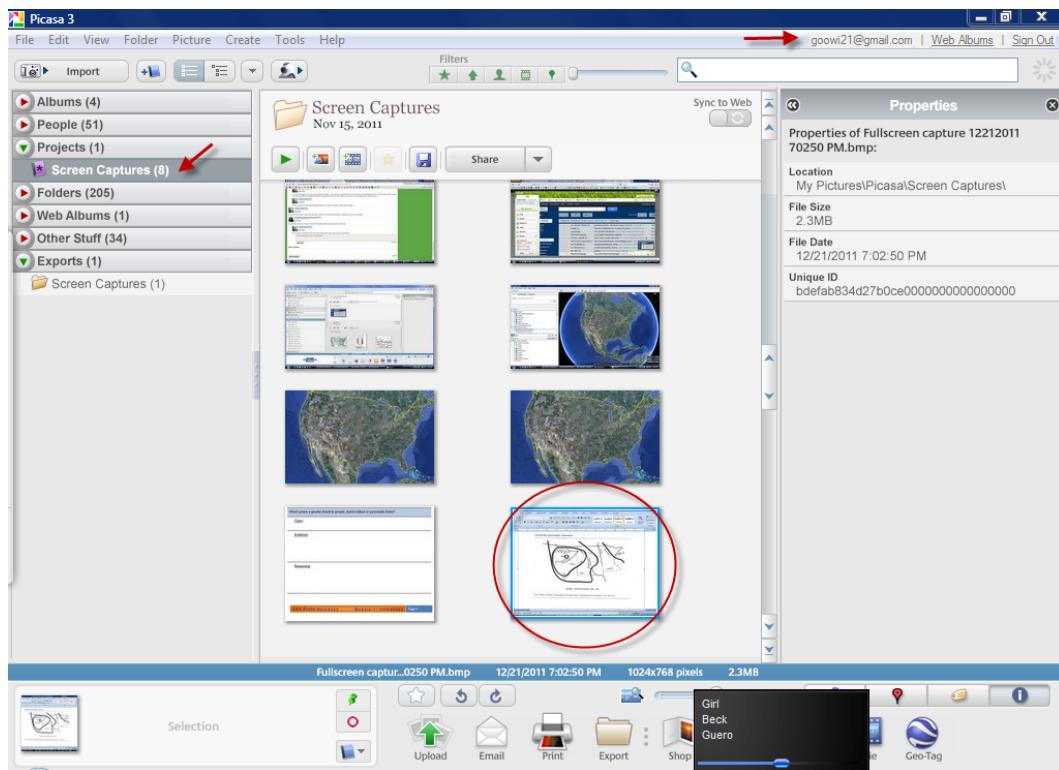 Picasa 3
File Edit View Folder Picture Create Tools Help
goowi21@gmail.com | Web Albums | Sign Out
Import
Filters
Albums (4)
People (51)
Projects (1)
Screen Captures (8)
Folders (205)
Web Albums (1)
Other Stuff (34)
Exports (1)
Screen Captures (1)
Screen Captures
Nov 15, 2011
Sync to Web
Share
Properties
Properties of Fullscreen capture 12212011
70250 PM.bmp:
Location
My Pictures\Picasa\Screen Captures\
File Size
2.3MB
File Date
12/21/2011 7:02:50 PM
Unique ID
bdefab834d27b0ce0000000000000000
Fullscreen captur...0250 PM.bmp 12/21/2011 7:02:50 PM 1024x768 pixels 2.3MB
Selection
Upload
Email
Print
Export
Shop
Geo-Tag
Girl
Beck
Guero